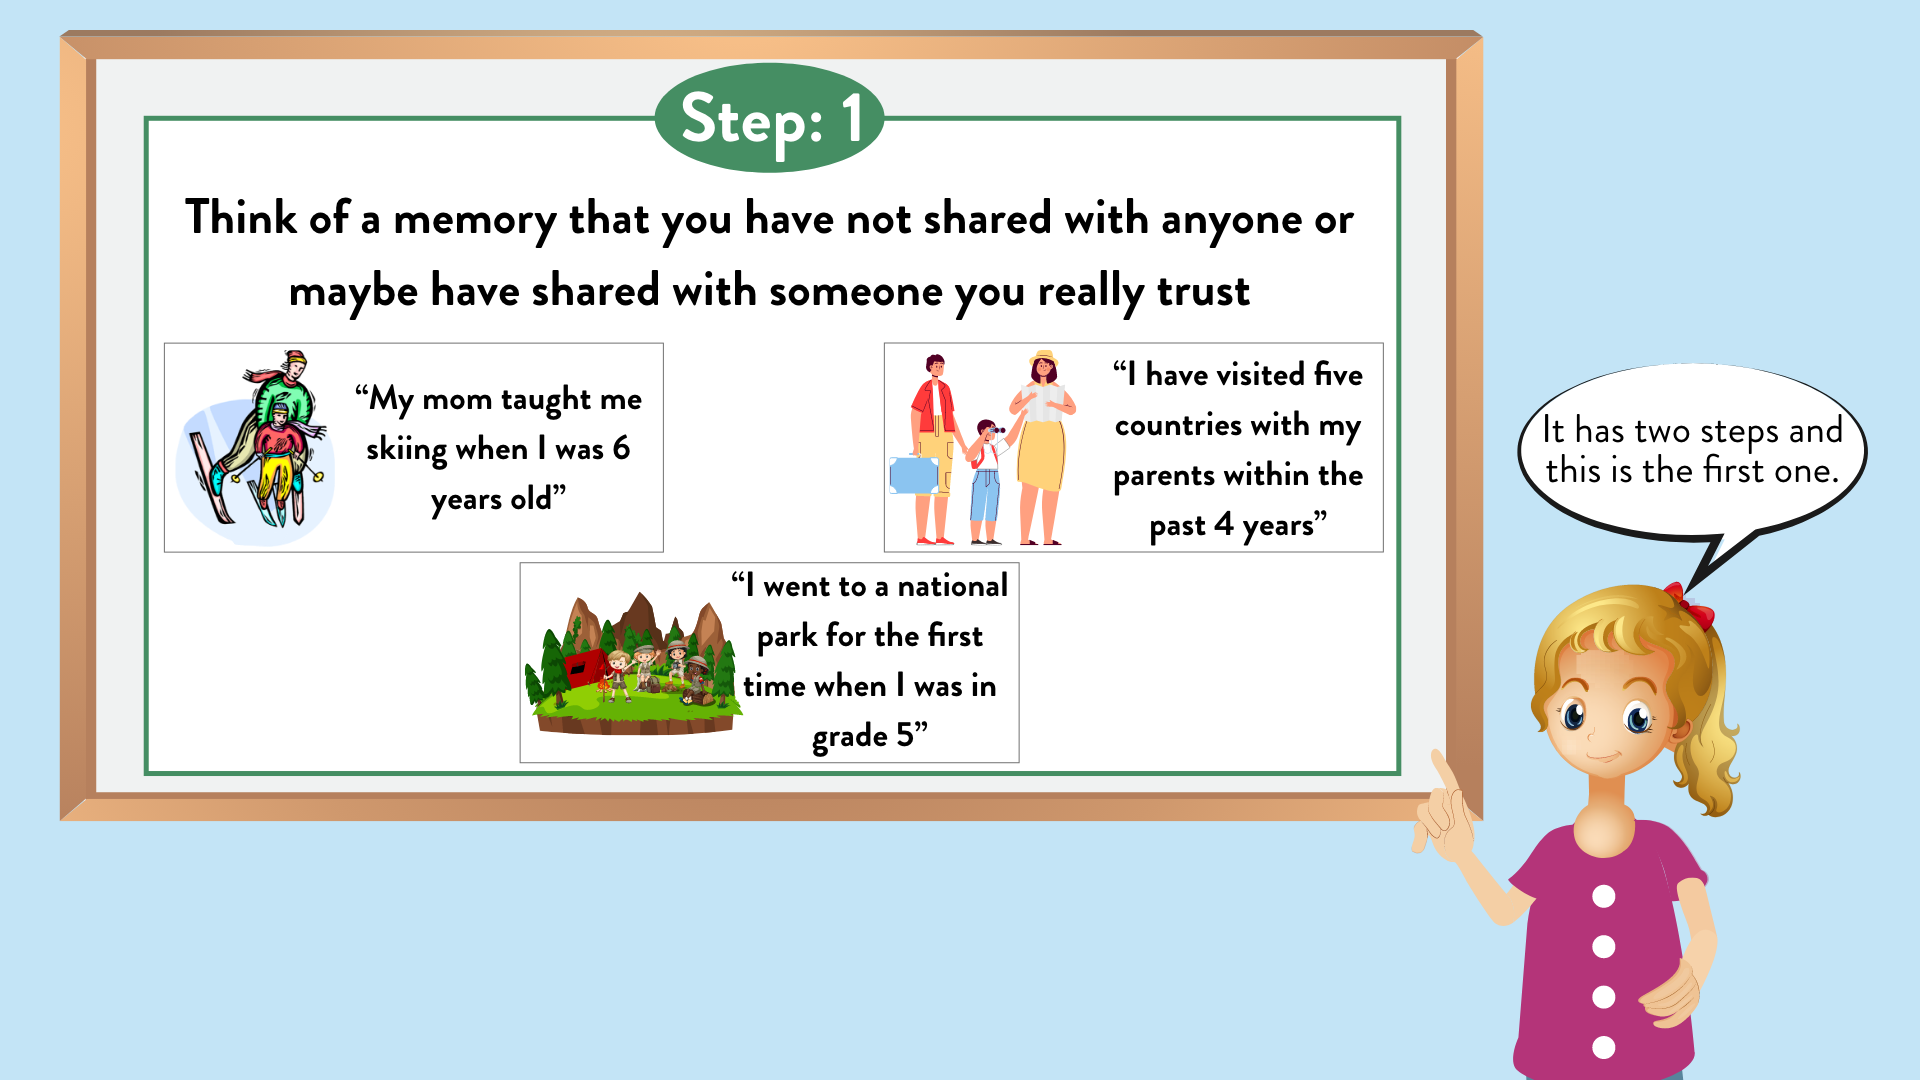 Step: 1
Think of a memory that you have not shared with anyone or
maybe have shared with someone you really trust
“My mom taught me
skiing when I was 6
years old”
“I have visited five
countries with my
parents within the
past 4 years”
“I went to a national
park for the first
time when I was in
grade 5”
It has two steps and
this is the first one.